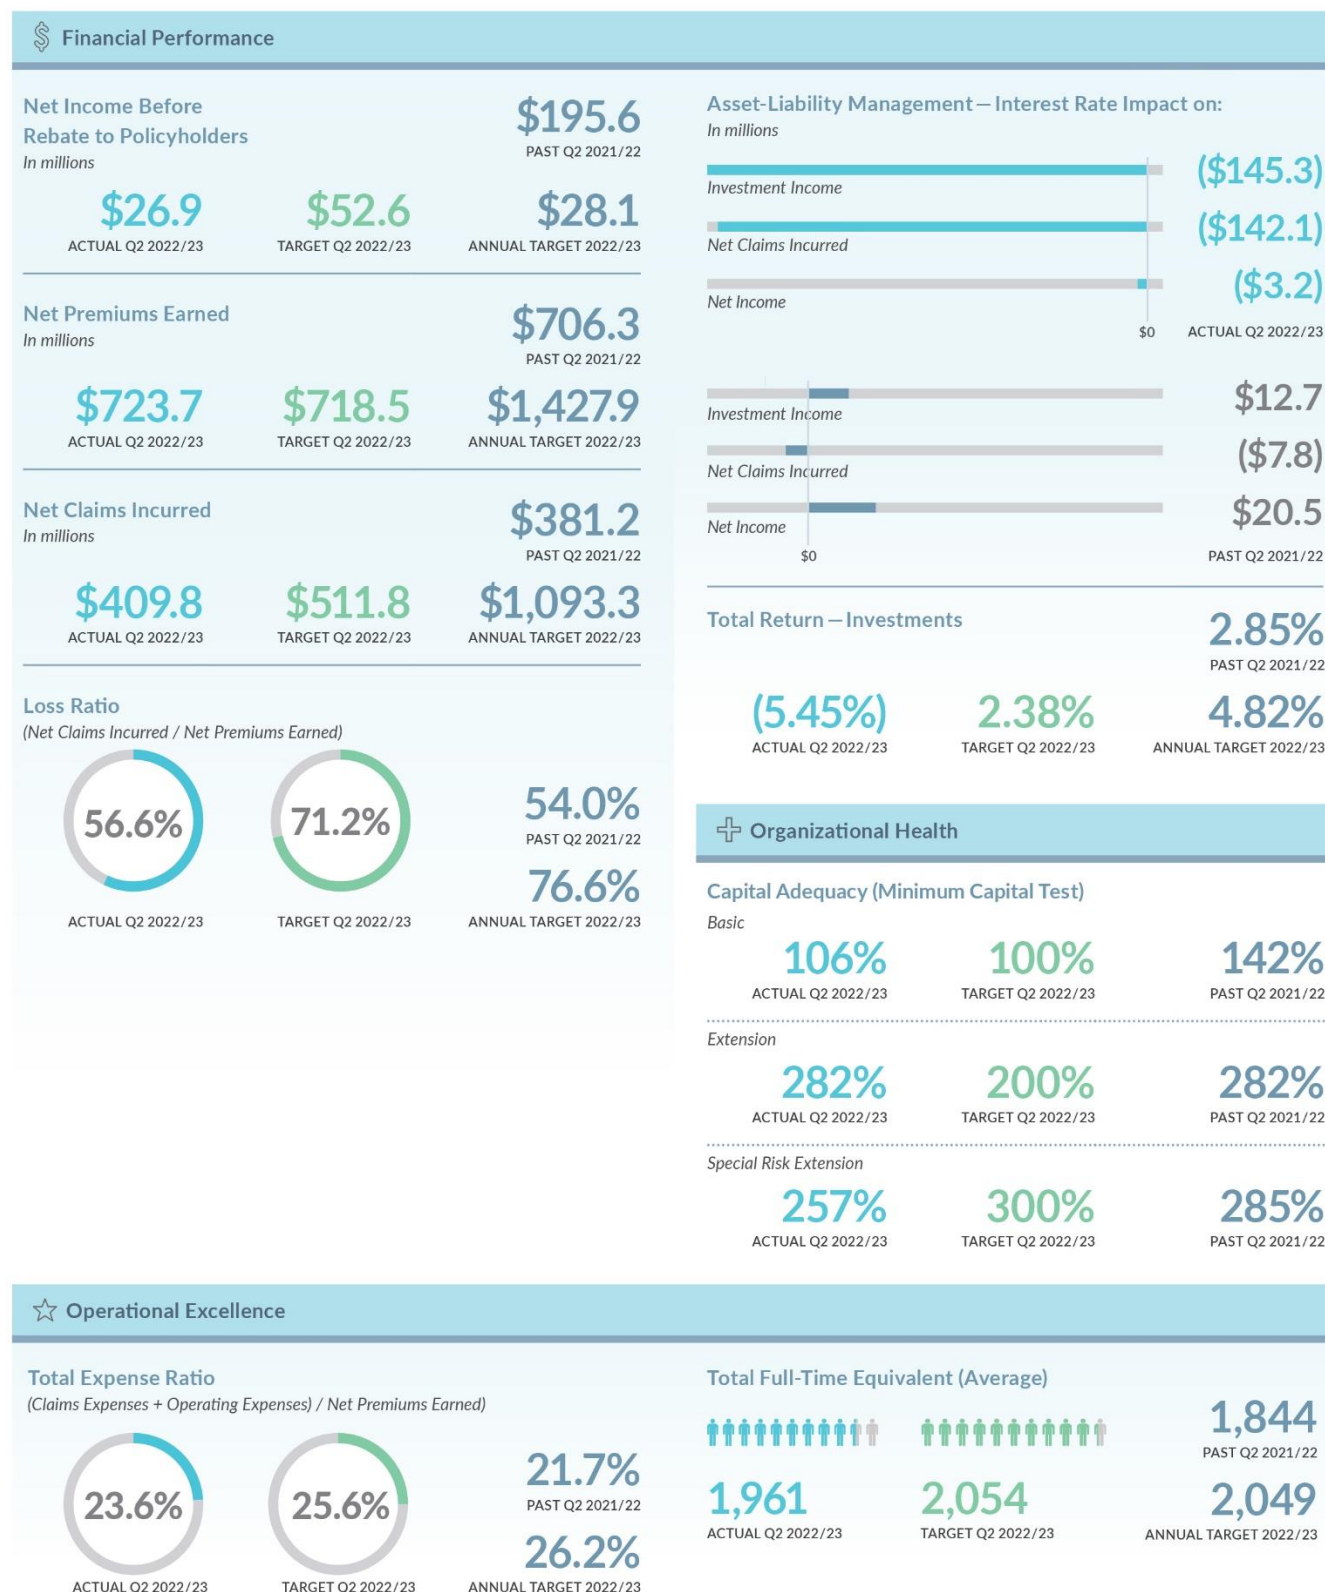 Financial Performance
Net Income Before
Rebate to Policyholders
In millions
$195.6
PAST Q2 2021/22
$26.9 $52.6 $28.1
ACTUAL Q2 2022/23 TARGET Q2 2022/23 ANNUAL TARGET 2022/23
Net Premiums Earned
In millions
$706.3
PAST Q2 2021/22
$723.7 $718.5 $1,427.9
ACTUAL Q2 2022/23 TARGET Q2 2022/23 ANNUAL TARGET 2022/23
Net Claims Incurred
In millions
$381.2
PAST Q2 2021/22
$409.8 $511.8 $1,093.3
ACTUAL Q2 2022/23 TARGET Q2 2022/23 ANNUAL TARGET 2022/23
Loss Ratio
(Net Claims Incurred / Net Premiums Earned)
56.6% 71.2%
54.0%
PAST Q2 2021/22
76.6%
ACTUAL Q2 2022/23 TARGET Q2 2022/23 ANNUAL TARGET 2022/23
Asset-Liability Management — Interest Rate Impact on:
In millions
($145.3)
Investment Income
($142.1)
Net Claims Incurred
($3.2)
Net Income
$0 ACTUAL Q2 2022/23
$12.7
Investment Income
($7.8)
Net Claims Incurred
$20.5
Net Income
$0 PAST Q2 2021/22
Total Return — Investments
2.85%
PAST Q2 2021/22
(5.45%) 2.38% 4.82%
ACTUAL Q2 2022/23 TARGET Q2 2022/23 ANNUAL TARGET 2022/23
Organizational Health
Capital Adequacy (Minimum Capital Test)
Basic
106% 100% 142%
ACTUAL Q2 2022/23 TARGET Q2 2022/23 PAST Q2 2021/22
Extension
282% 200% 282%
ACTUAL Q2 2022/23 TARGET Q2 2022/23 PAST Q2 2021/22
Special Risk Extension
257% 300% 285%
ACTUAL Q2 2022/23 TARGET Q2 2022/23 PAST Q2 2021/22
Operational Excellence
Total Expense Ratio
(Claims Expenses + Operating Expenses) / Net Premiums Earned)
23.6% 25.6%
21.7%
PAST Q2 2021/22
26.2%
ACTUAL Q2 2022/23 TARGET Q2 2022/23 ANNUAL TARGET 2022/23
Total Full-Time Equivalent (Average)
1,844
PAST Q2 2021/22
1,961 2,054 2,049
ACTUAL Q2 2022/23 TARGET Q2 2022/23 ANNUAL TARGET 2022/23